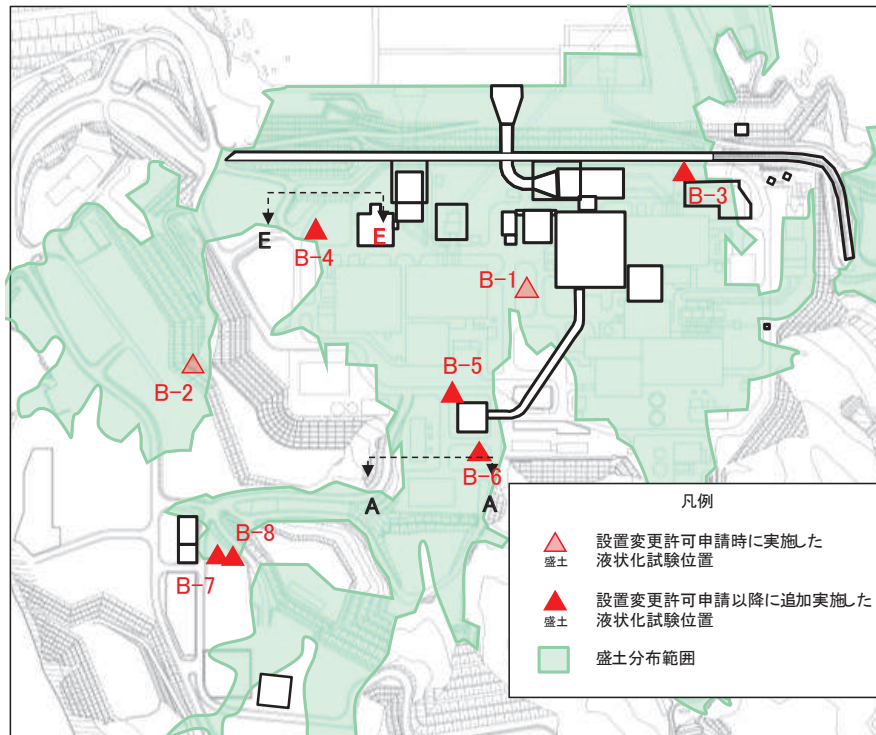 B-3
E
E
B-4
B-1
B-2
B-5
B-6
A
A
B-8
B-7
凡例
盛土
設置変更許可申請時に実施した
液状化試験位置
盛土
設置変更許可申請以降に追加実施した
液状化試験位置
盛土分布範囲